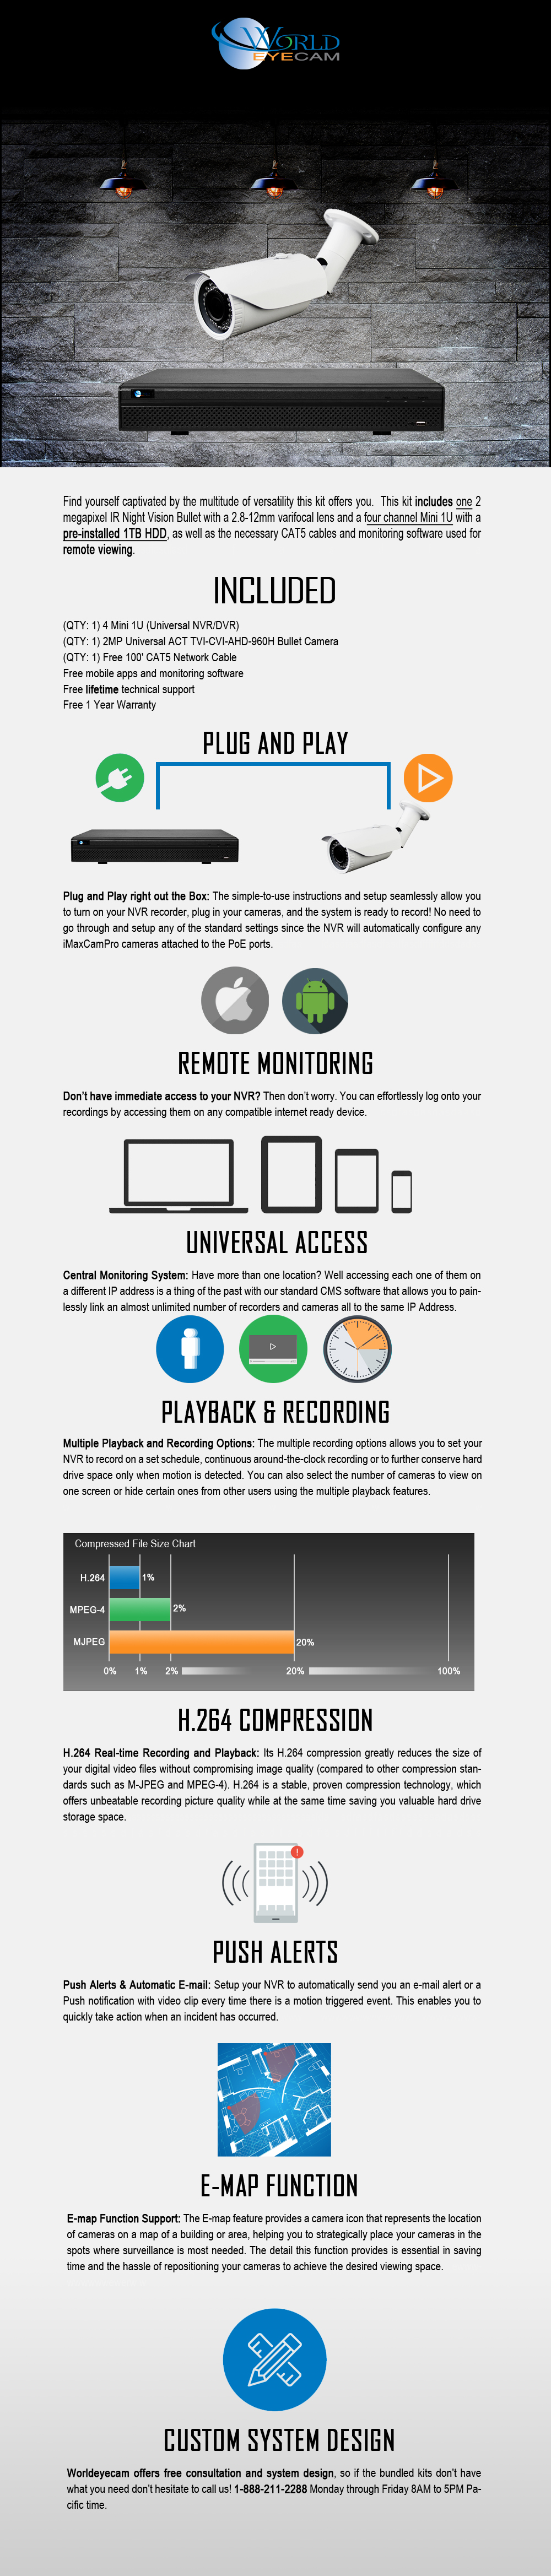 WORLD
EYECAM
Find yourself captivated by the multitude of versatility this kit offers you. This kit includes one 2
megapixel IR Night Vision Bullet with a 2.8-12mm varifocal lens and a four channel Mini 1U with a
pre-installed 1TB HDD, as well as the necessary CAT5 cables and monitoring software used for
remote viewing.
INCLUDED
(QTY: 1) 4 Mini 1U (Universal NVR/DVR)
(QTY: 1) 2MP Universal ACT TVI-CVI-AHD-960H Bullet Camera
(QTY: 1) Free 100' CAT5 Network Cable
Free mobile apps and monitoring software
Free lifetime technical support
Free 1 Year Warranty
PLUG AND PLAY
Plug and Play right out the Box: The simple-to-use instructions and setup seamlessly allow you
to turn on your NVR recorder, plug in your cameras, and the system is ready to record! No need to
go through and setup any of the standard settings since the NVR will automatically configure any
iMaxCamPro cameras attached to the PoE ports.
REMOTE MONITORING
Don't have immediate access to your NVR? Then don't worry. You can effortlessly log onto your
recordings by accessing them on any compatible internet ready device.
UNIVERSAL ACCESS
Central Monitoring System: Have more than one location? Well accessing each one of them on
a different IP address is a thing of the past with our standard CMS software that allows you to pain-
lessly link an almost unlimited number of recorders and cameras all to the same IP Address.
PLAYBACK & RECORDING
Multiple Playback and Recording Options: The multiple recording options allows you to set your
NVR to record on a set schedule, continuous around-the-clock recording or to further conserve hard
drive space only when motion is detected. You can also select the number of cameras to view on
one screen or hide certain ones from other users using the multiple playback features.
Compressed File Size Chart
H.264 1%
MPEG-4 2%
MJPEG 20%
0% 1% 2% 20% 100%
H.264 COMPRESSION
H.264 Real-time Recording and Playback: Its H.264 compression greatly reduces the size of
your digital video files without compromising image quality (compared to other compression stan-
dards such as M-JPEG and MPEG-4). H.264 is a stable, proven compression technology, which
offers unbeatable recording picture quality while at the same time saving you valuable hard drive
storage space.
PUSH ALERTS
Push Alerts & Automatic E-mail: Setup your NVR to automatically send you an e-mail alert or a
Push notification with video clip every time there is a motion triggered event. This enables you to
quickly take action when an incident has occurred.
E-MAP FUNCTION
E-map Function Support: The E-map feature provides a camera icon that represents the location
of cameras on a map of a building or area, helping you to strategically place your cameras in the
spots where surveillance is most needed. The detail this function provides is essential in saving
time and the hassle of repositioning your cameras to achieve the desired viewing space.
CUSTOM SYSTEM DESIGN
Worldeyecam offers free consultation and system design, so if the bundled kits don't have
what you need don't hesitate to call us! 1-888-211-2288 Monday through Friday 8AM to 5PM Pa-
cific time.